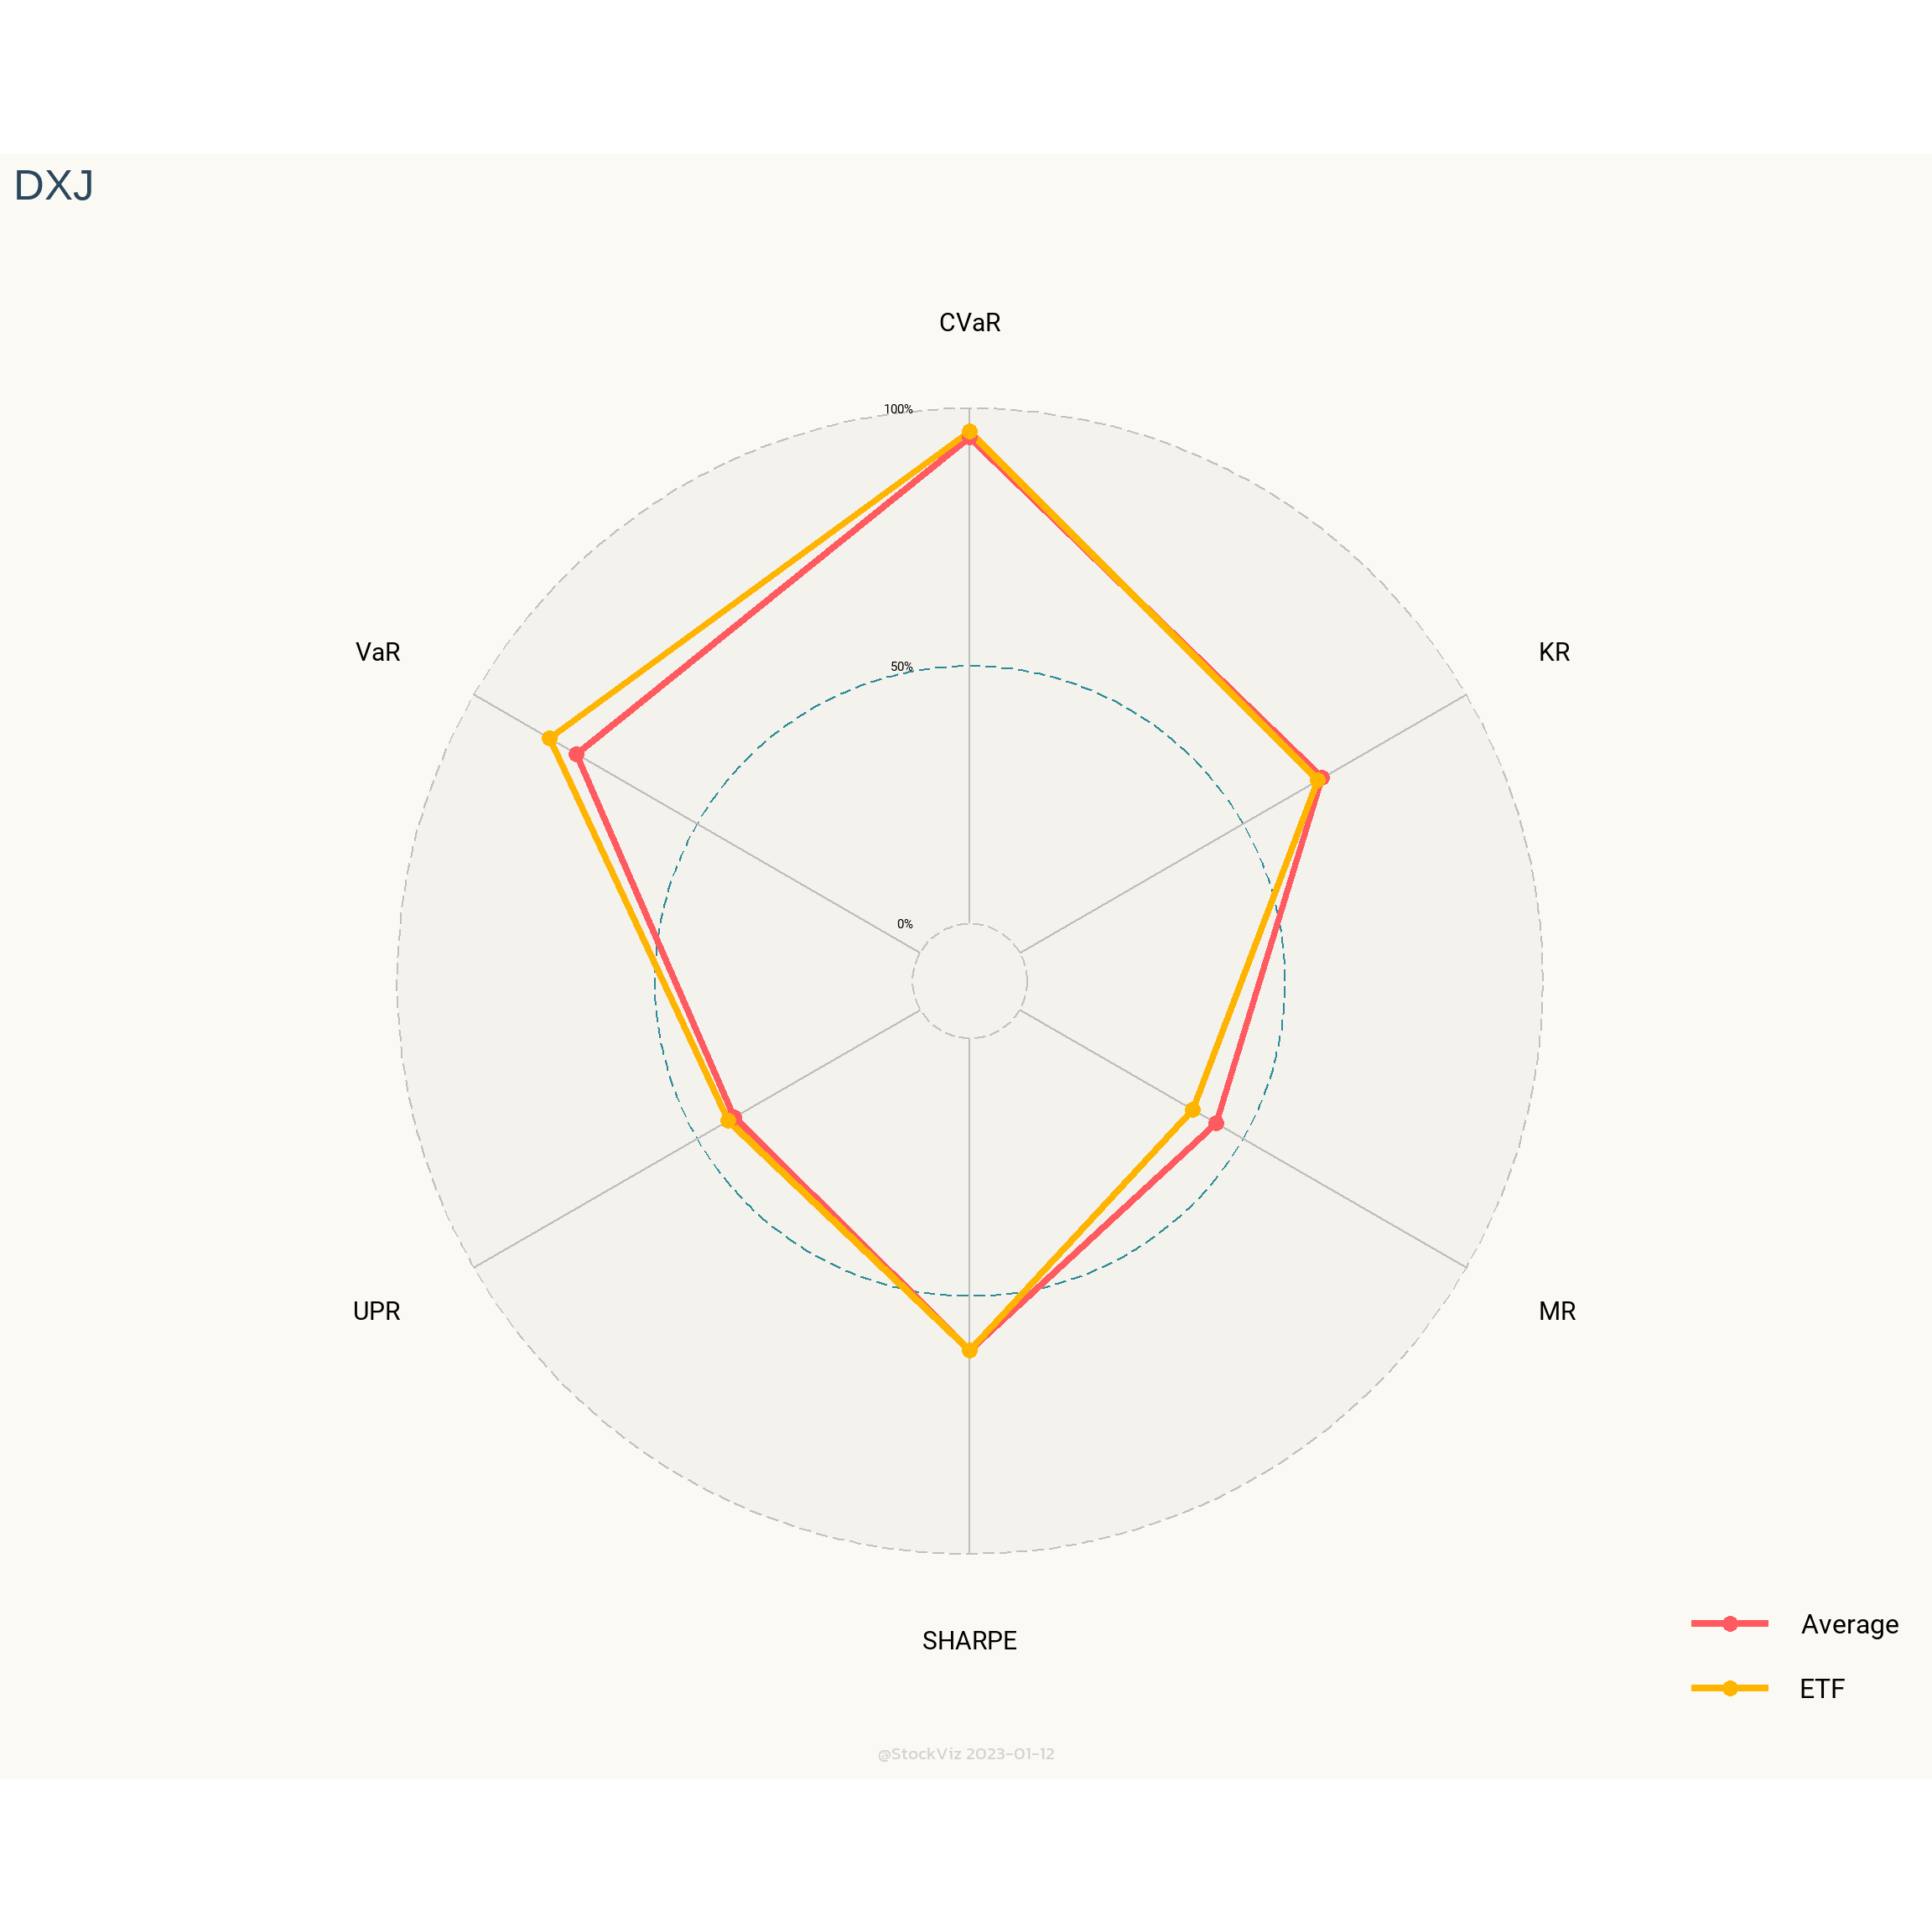 DXJ
CVaR
100%
VaR
KR
50%
0%
UPR
MR
SHARPE
Average
ETF
@StockViz 2023-01-12